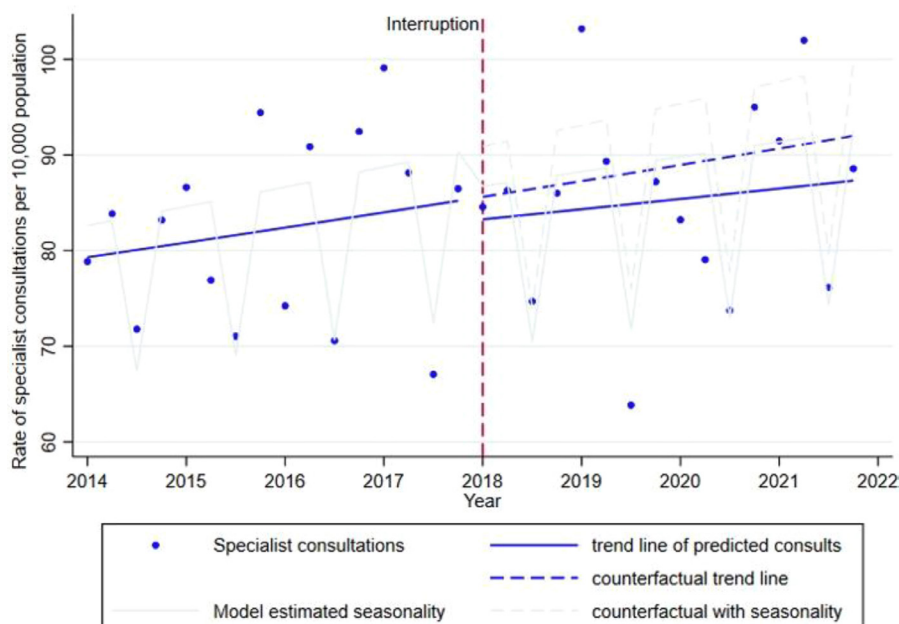 Interruption
Rate of specialist consultations per 10,000 population
100
90
80
70
60
2014 2015 2016 2017 2018 2019 2020 2021 2022
Year
Specialist consultations
trend line of predicted consults
counterfactual trend line
Model estimated seasonality
counterfactual with seasonality